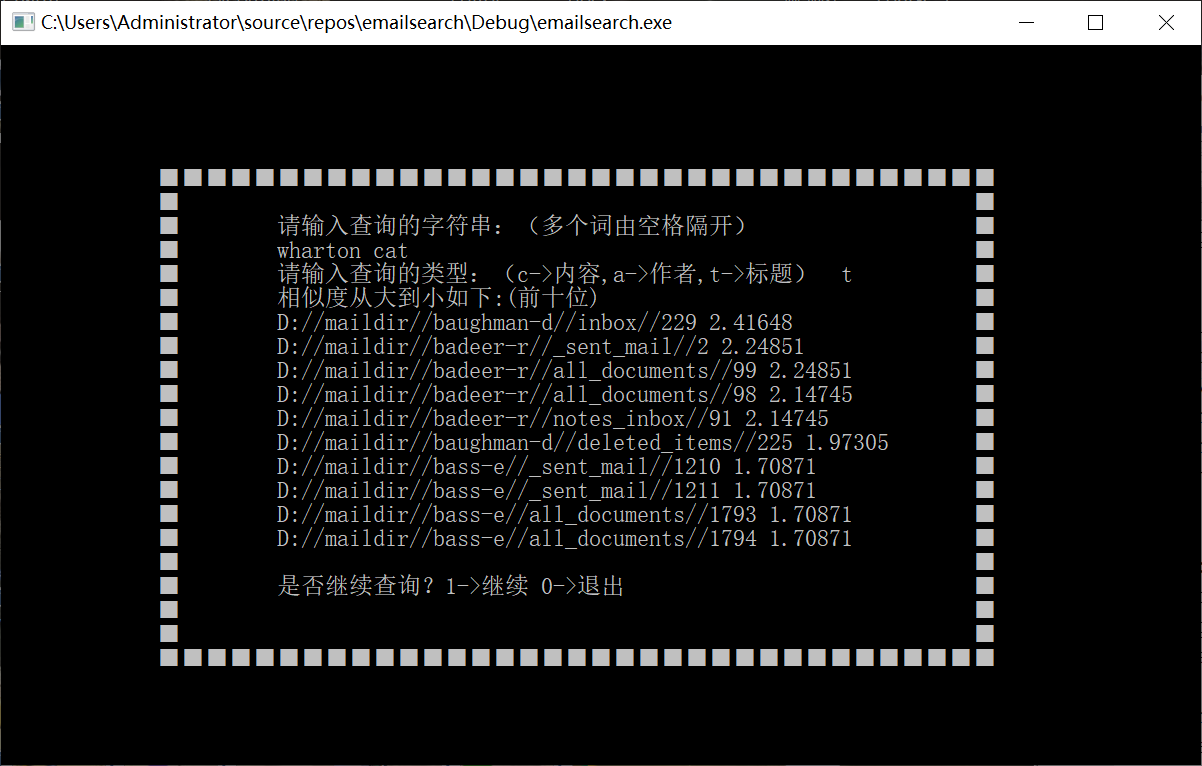 C:\Users\Administrator\source\repos\emailsearch\Debug\emailsearch.exe
请输入查询的字符串：（多个词由空格隔开）
wharton cat
请输入查询的类型：（c->内容,a->作者,t->标题） t
相似度从大到小如下:(前十位)
D://maildir//baughman-d//inbox//229 2.41648
D://maildir//badeer-r//_sent_mail//2 2.24851
D://maildir//badeer-r//all_documents//99 2.24851
D://maildir//badeer-r//all_documents//98 2.14745
D://maildir//badeer-r//notes_inbox//91 2.14745
D://maildir//baughman-d//deleted_items//225 1.97305
D://maildir//bass-e//_sent_mail//1210 1.70871
D://maildir//bass-e//_sent_mail//1211 1.70871
D://maildir//bass-e//all_documents//1793 1.70871
D://maildir//bass-e//all_documents//1794 1.70871
是否继续查询？1->继续 0->退出